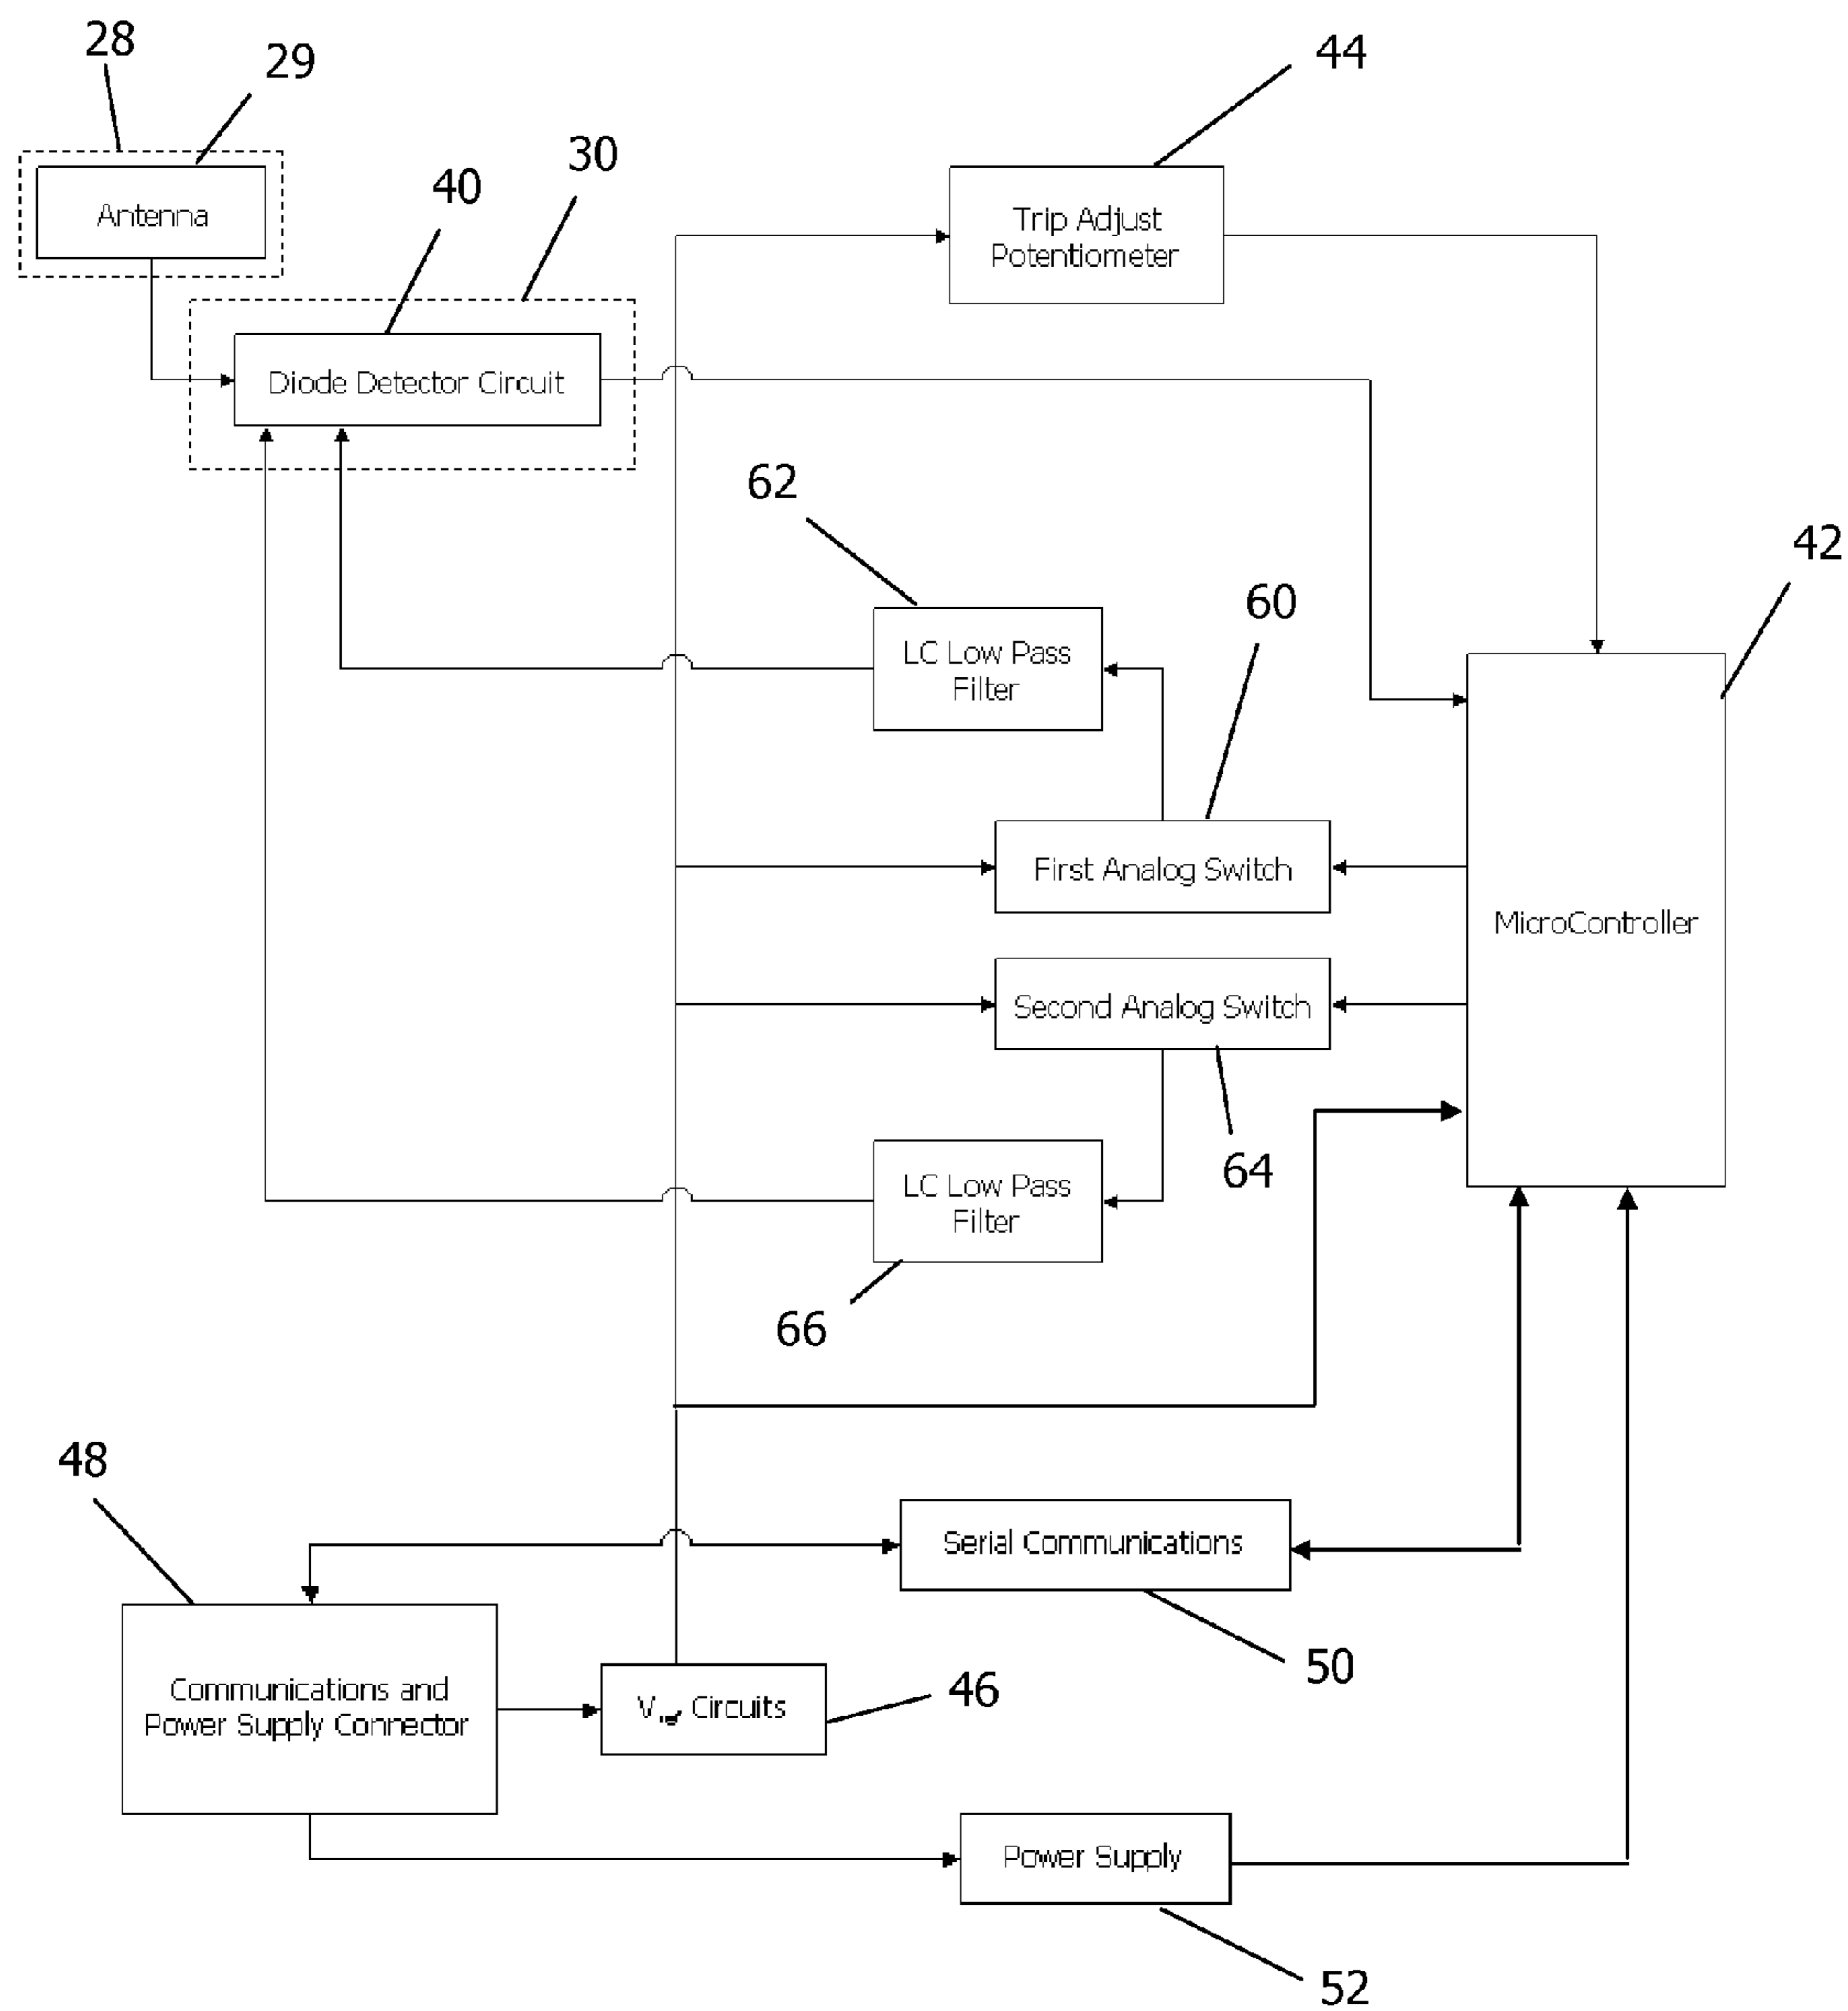 28
29
44
30
40
Antenna
Trip Adjust
Potentiometer
Diode Detector Circuit
62
42
60
LC Low Pass
Filter
First Analog Switch
MicroController
Second Analog Switch
64
LC Low Pass
Filter
66
48
Serial Communications
50
Communications and
Power Supply Connector
V Circuits
46
Power Supply
52